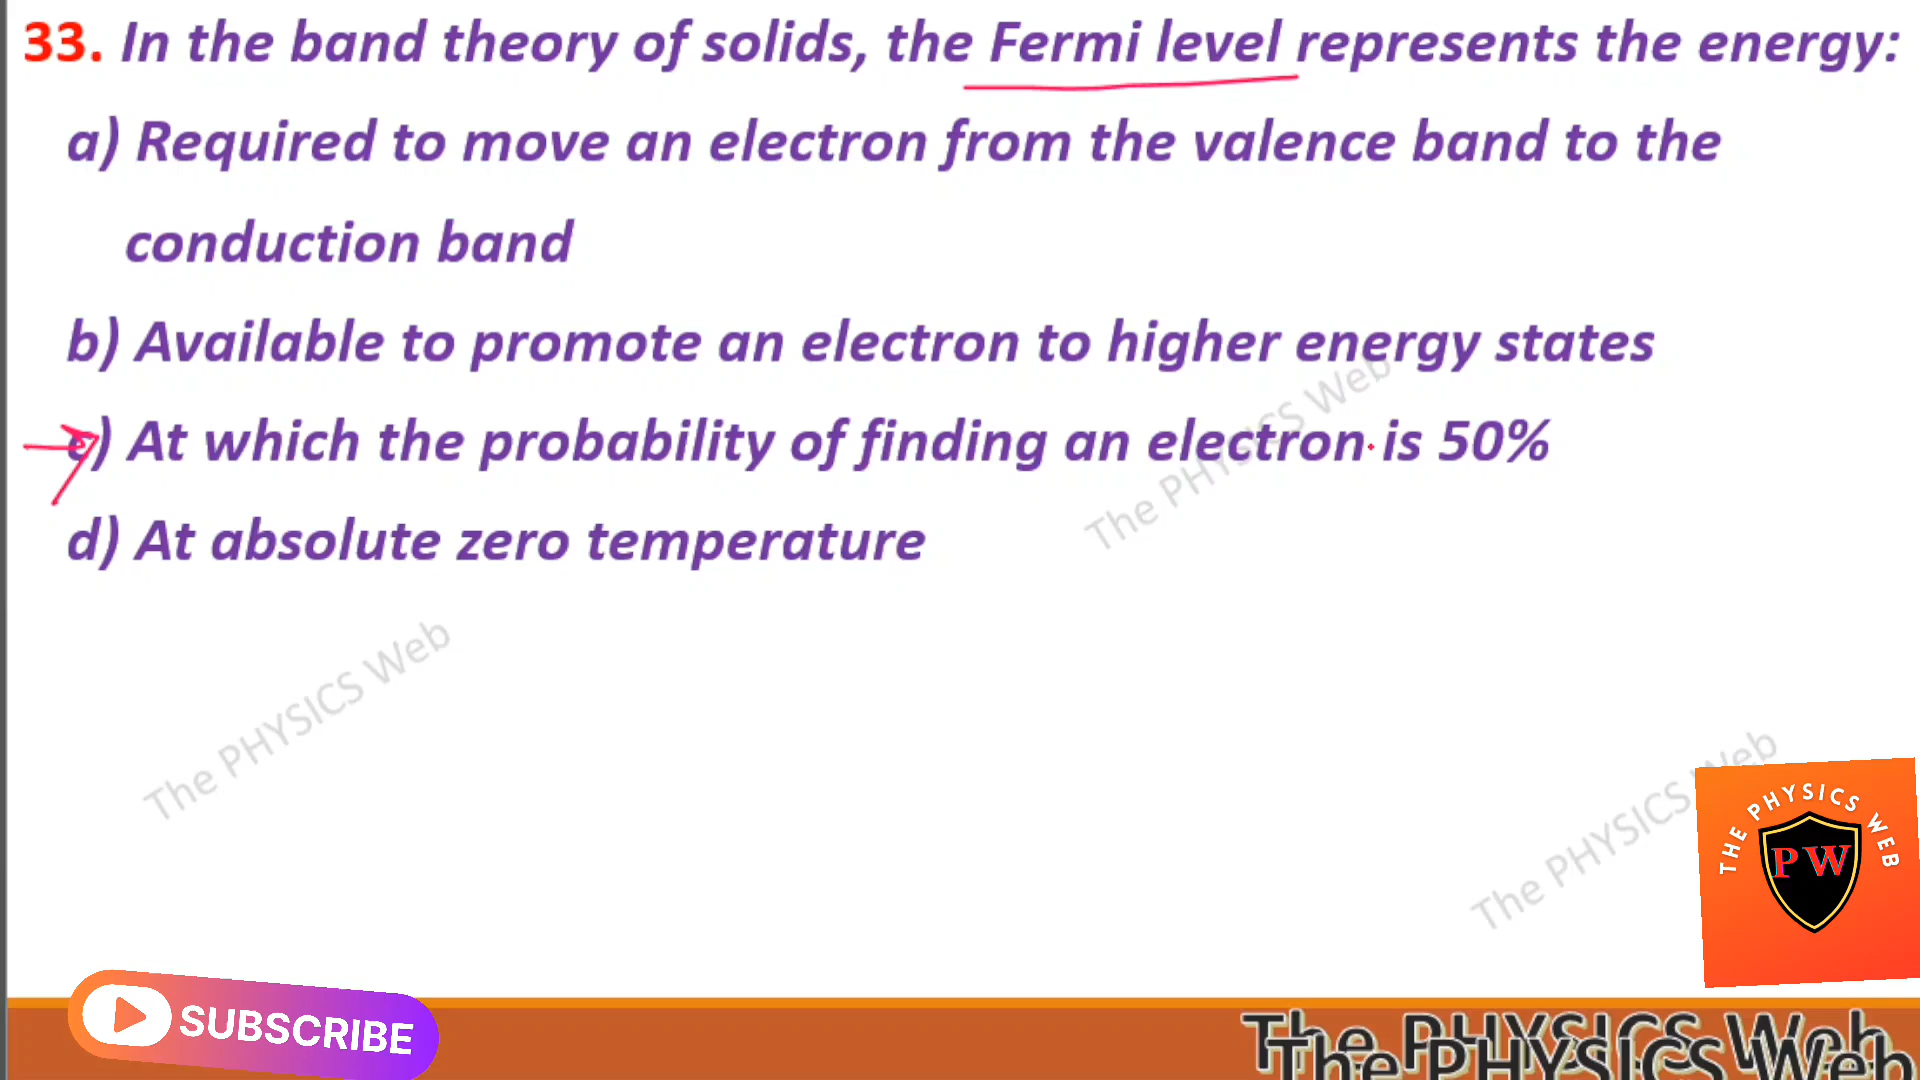 33. In the band theory of solids, the Fermi level represents the energy:
a) Required to move an electron from the valence band to the
conduction band
b) Available to promote an electron to higher energy states
c) At which the probability of finding an electron is 50%
d) At absolute zero temperature
The PHYSICS Web
The PHYSICS Web
The PHYSICS Web
THE PHYSICS WEB
PW
SUBSCRIBE
The PHYSICS Web
The PHYSICS Web